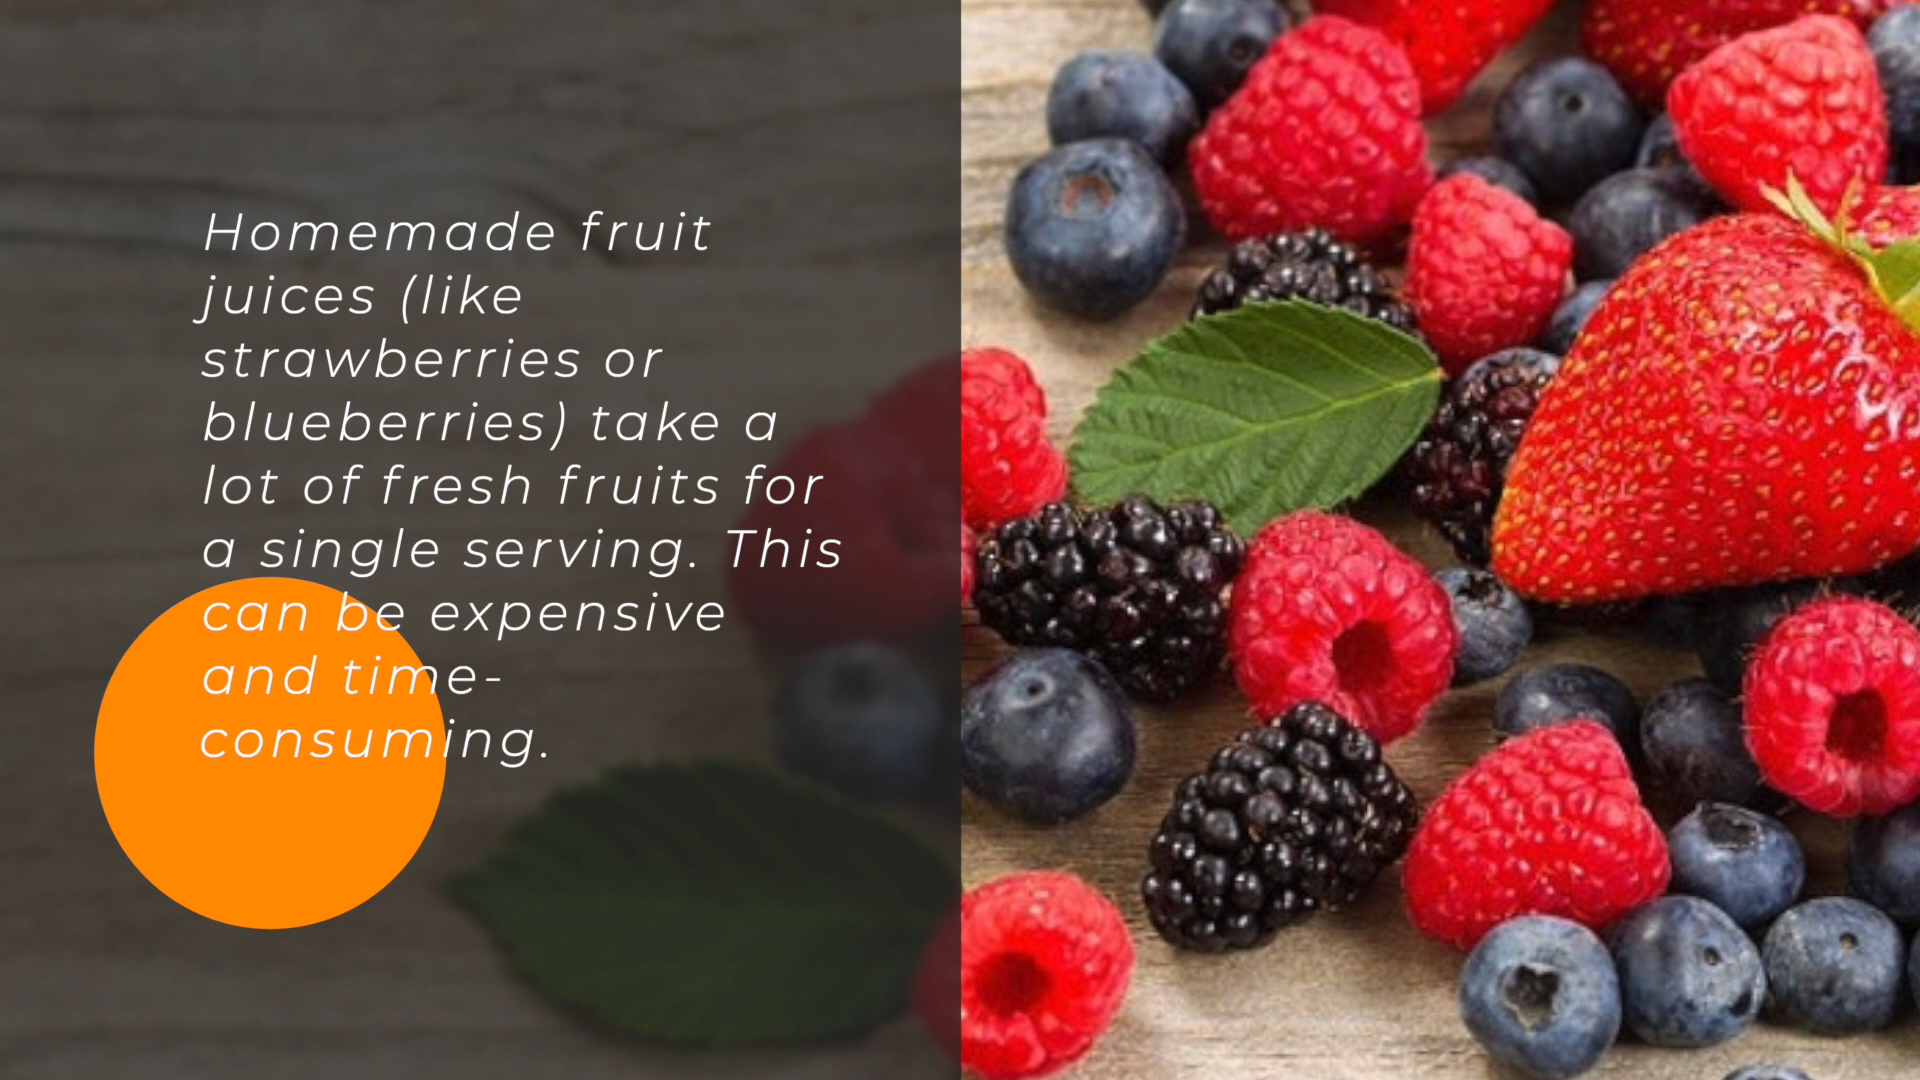 Homemade fruit
juices (like
strawberries or
blueberries) take a
lot of fresh fruits for
a single serving. This
can be expensive
and time-
consuming.